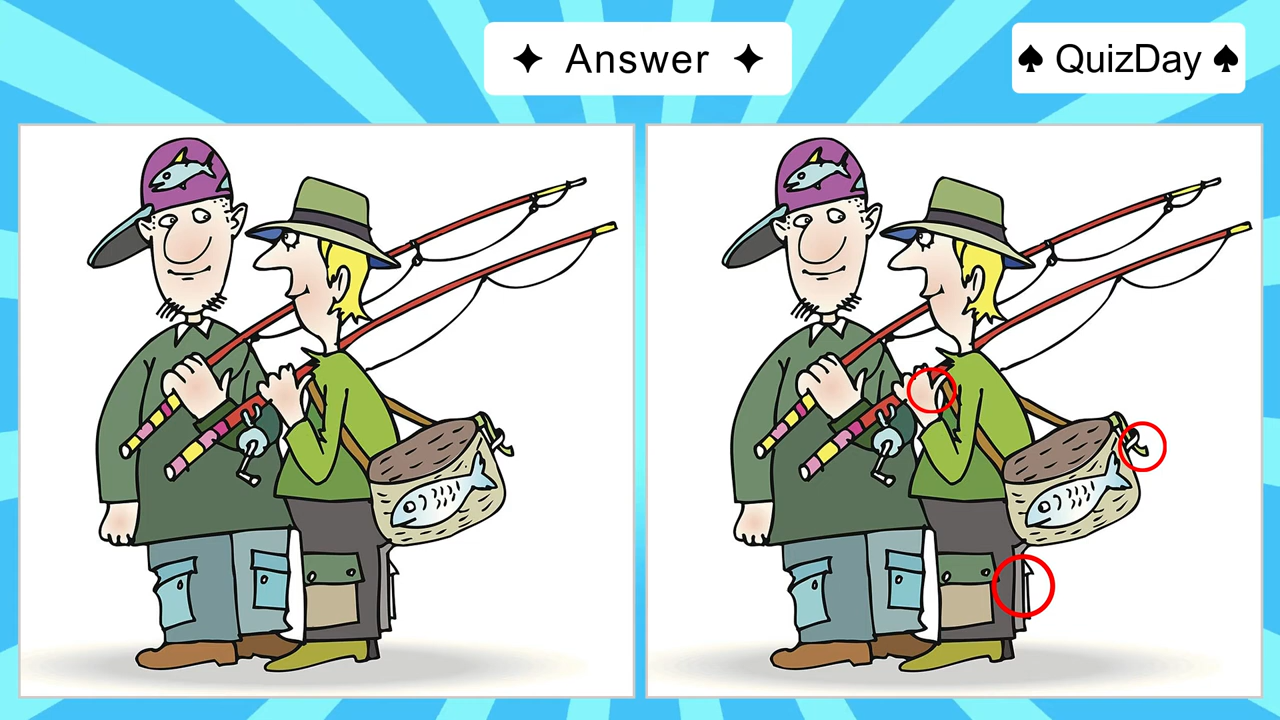 ✦ Answer ✦
♠ QuizDay ♠